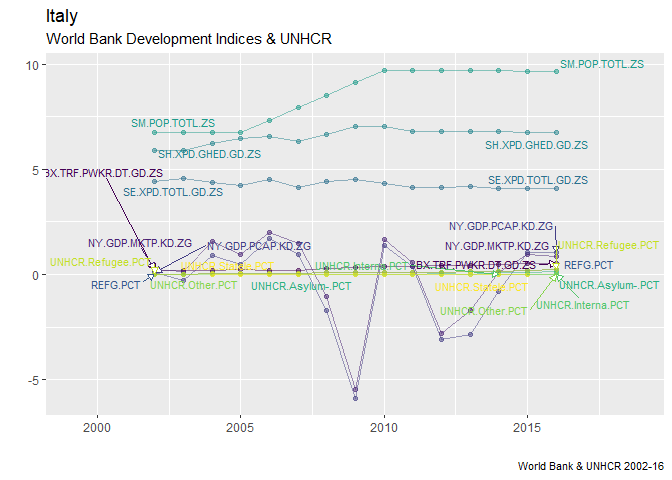 Italy
World Bank Development Indices & UNHCR
10
SM.POP.TOTL.ZS
SM.POP.TOTL.ZS
SH.XPD.GHED.GD.ZS
SH.XPD.GHED.GD.ZS
5
BX.TRF.PWKR.DT.GD.ZS
SE.XPD.TOTL.GD.ZS
SE.XPD.TOTL.GD.ZS
NY.GDP.PCAP.KD.ZG
NY.GDP.MKTP.KD.ZG
NY.GDP.PCAP.KD.ZG
NY.GDP.MKTP.KD.ZG
UNHCR.Refugee.PCT
UNHCR.Refugee.PCT
UNHCR.Stateles.PCT
UNHCR.Interna.PCT
BX.TRF.PWKR.DT.GD.ZS
REFG.PCT
0
REFG.PCT
UNHCR.Other.PCT
UNHCR.Asylum-.PCT
UNHCR.Stateles.PCT
UNHCR.Asylum-.PCT
UNHCR.Interna.PCT
UNHCR.Other.PCT
-5
2000
2005
2010
2015
World Bank & UNHCR 2002-16